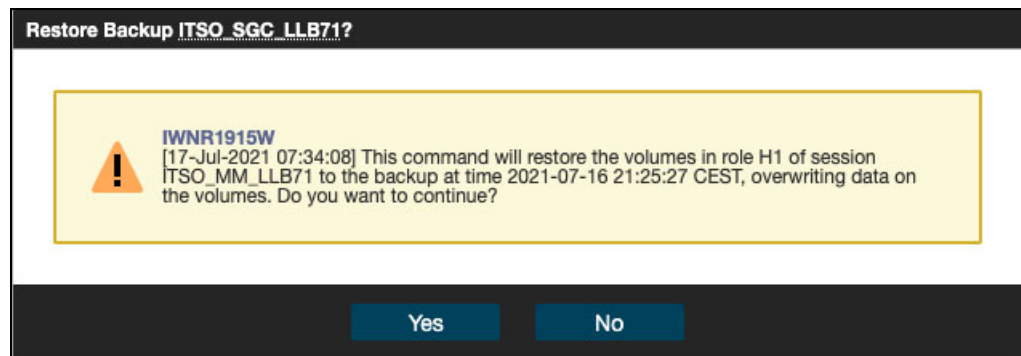 Restore Backup ITSO_SGC_LLB71?
IWNR1915W
[17-Jul-2021 07:34:08] This command will restore the volumes in role H1 of session
ITSO_MM_LLB71 to the backup at time 2021-07-16 21:25:27 CEST, overwriting data on
the volumes. Do you want to continue?
Yes
No